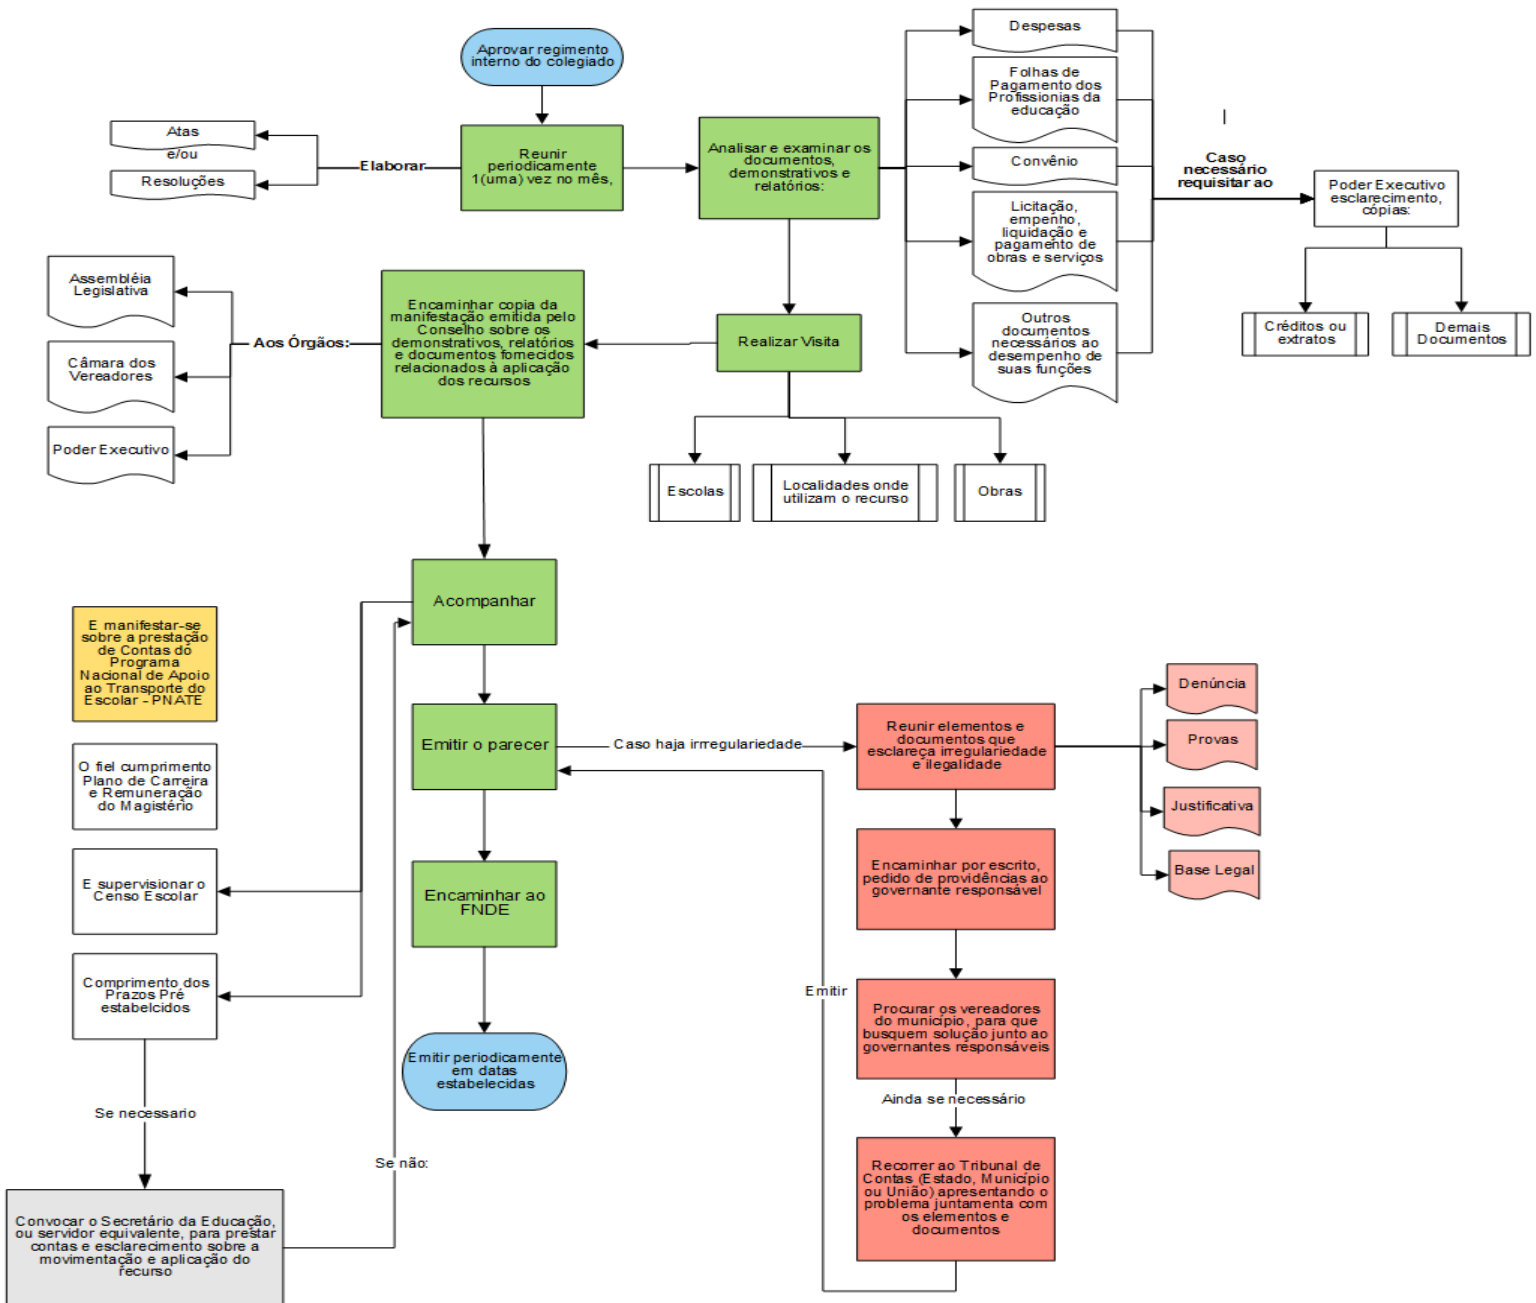 Aprovar regimento
interno do colegiado
Atas
e/ou
Resoluções
Elaborar
Reunir
periodicamente
1(uma) vez no mês,
Analisar e examinar os
documentos,
demonstrativos e
relatórios:
Despesas
Folhas de
Pagamento dos
Profissionias da
educação
Convênio
Licitação,
empenho,
liquidação e
pagamento de
obras e serviços
Outros
documentos
necessários ao
desempenho de
suas funções
Caso
necessário
requisitar ao
Poder Executivo
esclarecimento,
cópias:
Créditos ou
extratos
Demais
Documentos
Assembléia
Legislativa
Câmara dos
Vereadores
Poder Executivo
Aos Órgãos:
Encaminhar copia da
manifestação emitida pelo
Conselho sobre os
demonstrativos, relatórios
e documentos fornecidos
relacionados à aplicação
dos recursos
Realizar Visita
Escolas
Localidades onde
utilizam o recurso
Obras
Acompanhar
E manifestar-se
sobre a prestação
de Contas do
Programa
Nacional de Apoio
ao Transporte do
Escolar - PNATE
O fiel cumprimento
Plano de Carreira
e Remuneração
do Magistério
E supervisionar o
Censo Escolar
Comprimento dos
Prazos Pré
estabelcidos
Se necessario
Convocar o Secretário da Educação,
ou servidor equivalente, para prestar
contas e esclarecimento sobre a
movimentação e aplicação do
recurso
Se não:
Emitir o parecer
Caso haja irrregulariedade
Encaminhar ao
FNDE
Emitir periodicamente
em datas
estabelecidas
Reunir elementos e
documentos que
esclareça irregulariedade
e ilegalidade
Denúncia
Provas
Justificativa
Base Legal
Encaminhar por escrito,
pedido de providências ao
governante responsável
Emitir
Procurar os vereadores
do município, para que
busquem solução junto ao
governantes responsáveis
Ainda se necessário
Recorrer ao Tribunal de
Contas (Estado, Município
ou União) apresentando o
problema juntamenta com
os elementos e
documentos